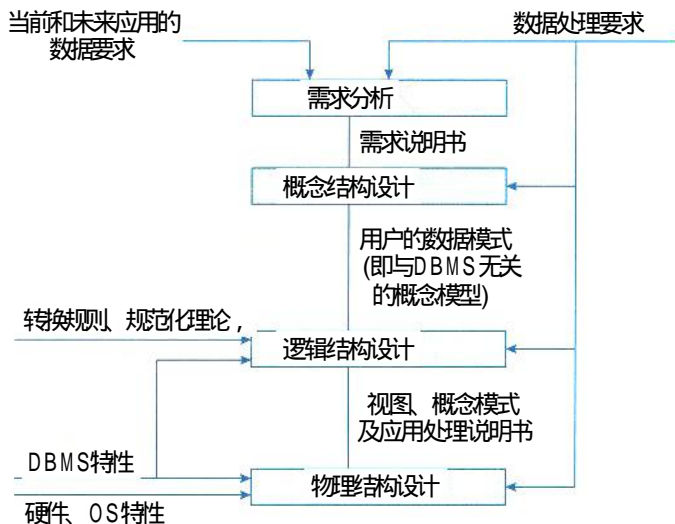 当前和未来应用的
数据要求
数据处理要求
需求分析
需求说明书
概念结构设计
用户的数据模式
(即与DBMS无关
的概念模型)
转换规则、规范化理论,
逻辑结构设计
视图、概念模式
及应用处理说明书
DBMS特性
物理结构设计
硬件、OS特性